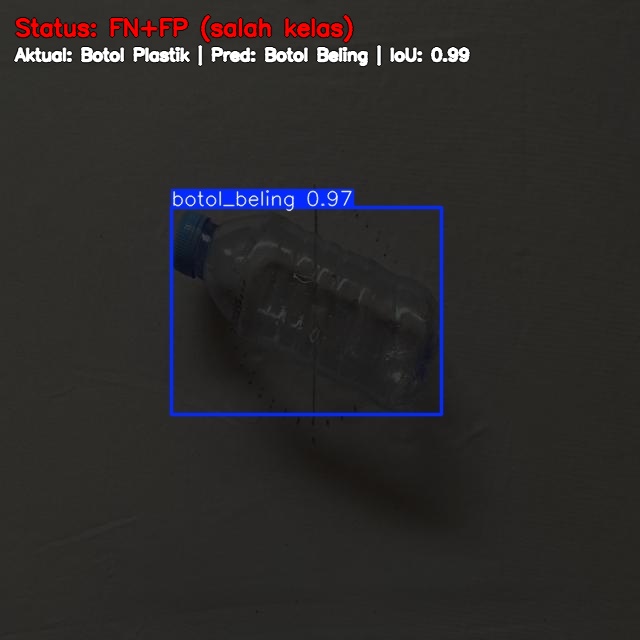 Status: FN+FP (salah kelas)
Aktual: Botol Plastik | Pred: Botol Beling | IoU: 0.99
botol_beling 0.97